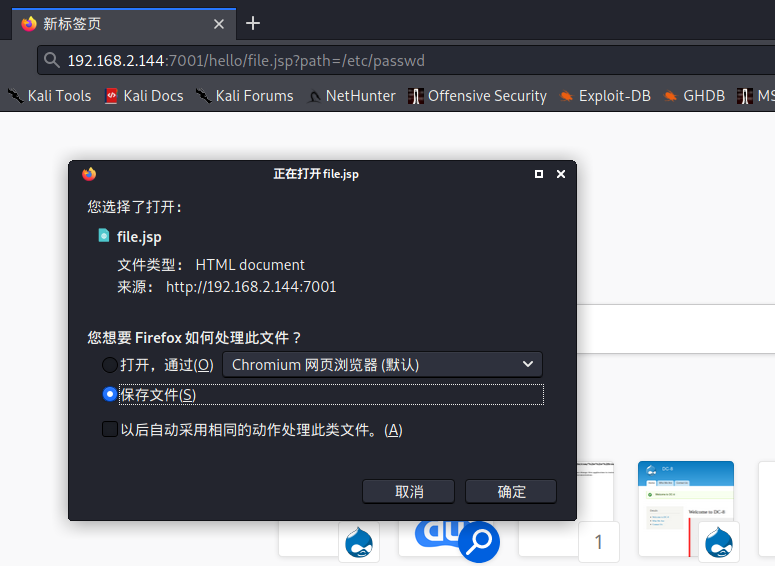 新标签页
192.168.2.144:7001/hello/file.jsp?path=/etc/passwd
Kali Tools Kali Docs Kali Forums NetHunter Offensive Security Exploit-DB GHDB MS
正在打开 file.jsp
您选择了打开：
file.jsp
文件类型： HTML document
来源： http://192.168.2.144:7001
您想要 Firefox 如何处理此文件？
打开，通过(O) Chromium 网页浏览器 (默认)
保存文件(S)
以后自动采用相同的动作处理此类文件。(A)
取消 确定
DC-8
Welcome to DC-8
1